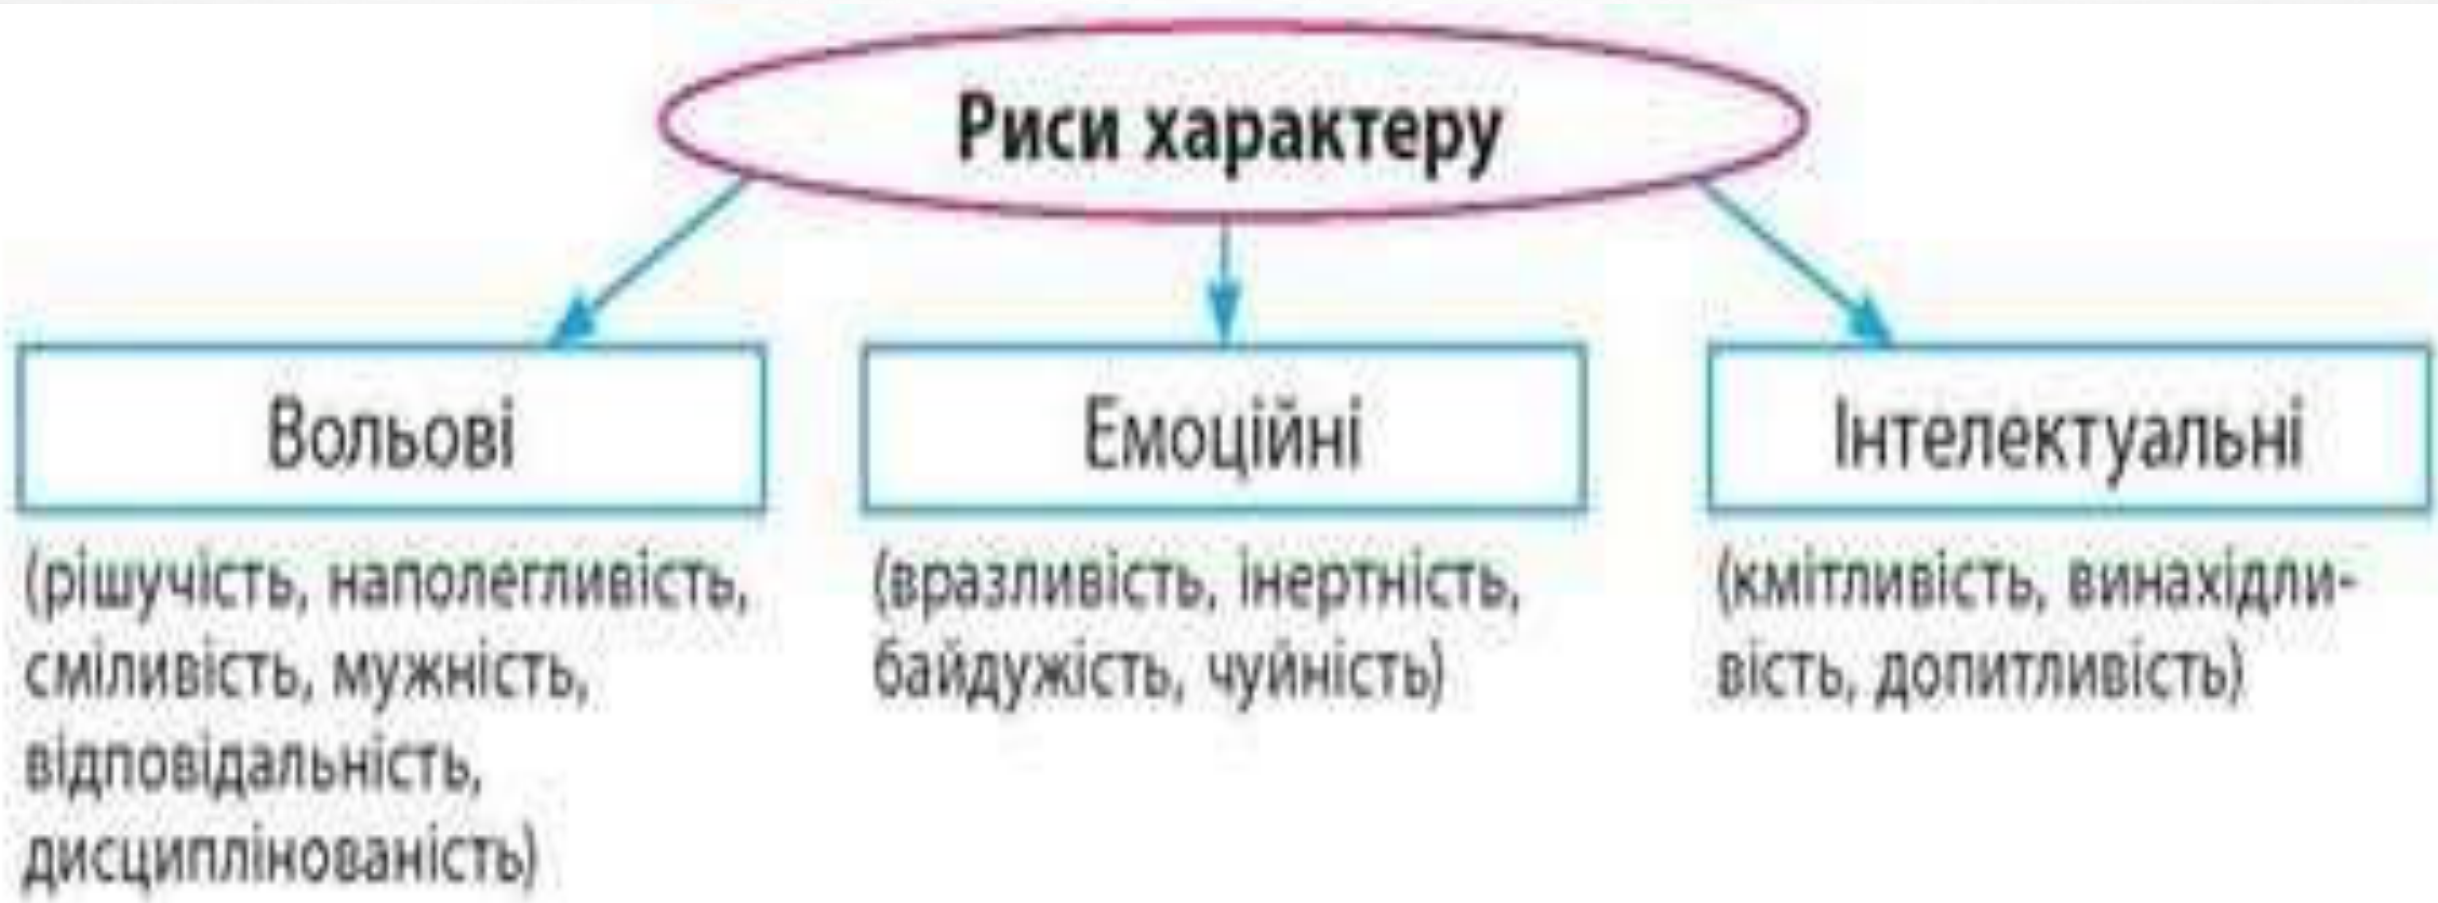 Риси характеру
Вольові
(рішучість, наполегливість,
сміливість, мужність,
відповідальність,
дисциплінованість)
Емоційні
(вразливість, інертність,
байдужість, чуйність)
Інтелектуальні
(кмітливість, винахідли-
вість, допитливість)